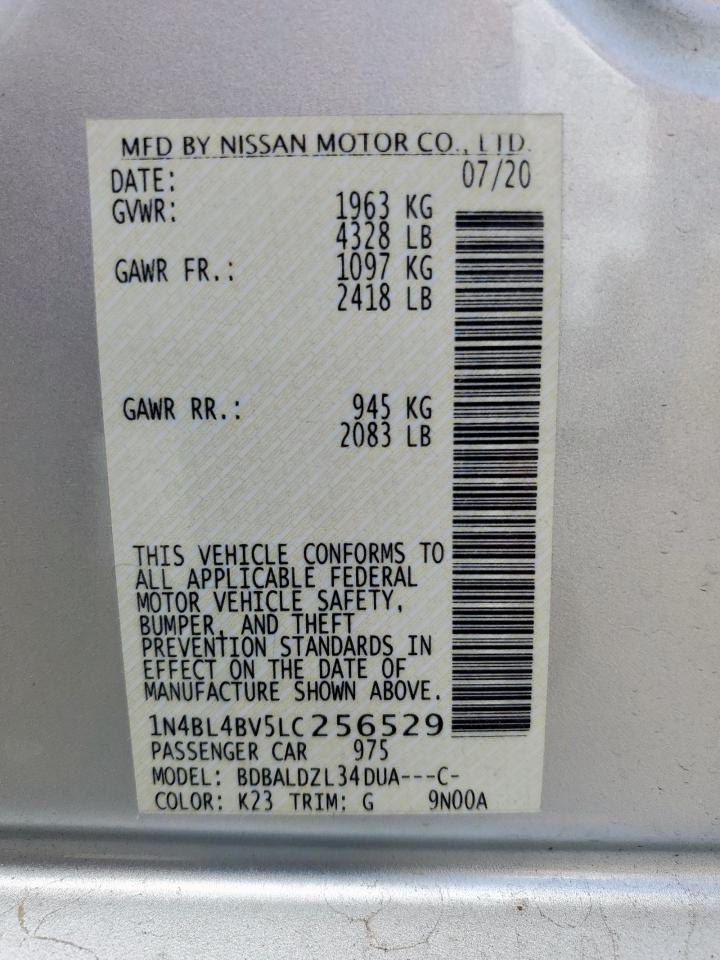 MFD BY NISSAN MOTOR CO., LTD.
DATE: 07/20
GVWR: 1963 KG
4328 LB
GAWR FR.: 1097 KG
2418 LB
GAWR RR.: 945 KG
2083 LB
THIS VEHICLE CONFORMS TO
ALL APPLICABLE FEDERAL
MOTOR VEHICLE SAFETY,
BUMPER, AND THEFT
PREVENTION STANDARDS IN
EFFECT ON THE DATE OF
MANUFACTURE SHOWN ABOVE.
1N4BL4BV5LC256529
PASSENGER CAR 975
MODEL: BDBALDZL34DUA---C-
COLOR: K23 TRIM: G 9N00A